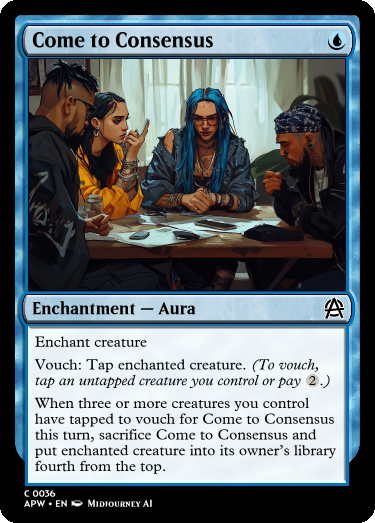 Come to Consensus
Enchantment — Aura
Enchant creature
Vouch: Tap enchanted creature. (To vouch,
tap an untapped creature you control or pay 2.)
When three or more creatures you control
have tapped to vouch for Come to Consensus
this turn, sacrifice Come to Consensus and
put enchanted creature into its owner's library
fourth from the top.
C 0036
APW • EN Midjourney AI